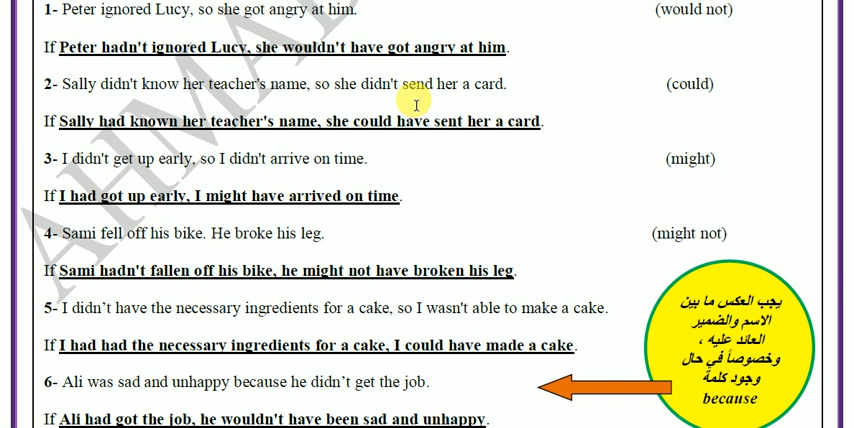 1- Peter ignored Lucy, so she got angry at him. (would not)
If Peter hadn't ignored Lucy, she wouldn't have got angry at him.
2- Sally didn't know her teacher's name, so she didn't send her a card. (could)
If Sally had known her teacher's name, she could have sent her a card.
3- I didn't get up early, so I didn't arrive on time. (might)
If I had got up early, I might have arrived on time.
4- Sami fell off his bike. He broke his leg. (might not)
If Sami hadn't fallen off his bike, he might not have broken his leg.
5- I didn’t have the necessary ingredients for a cake, so I wasn't able to make a cake.
If I had had the necessary ingredients for a cake, I could have made a cake.
6- Ali was sad and unhappy because he didn’t get the job.
If Ali had got the job, he wouldn't have been sad and unhappy.
يجب العكس ما بين
الاسم والضمير
العائد عليه ،
وخصوصاً في حال
وجود كلمة
because
AHMA